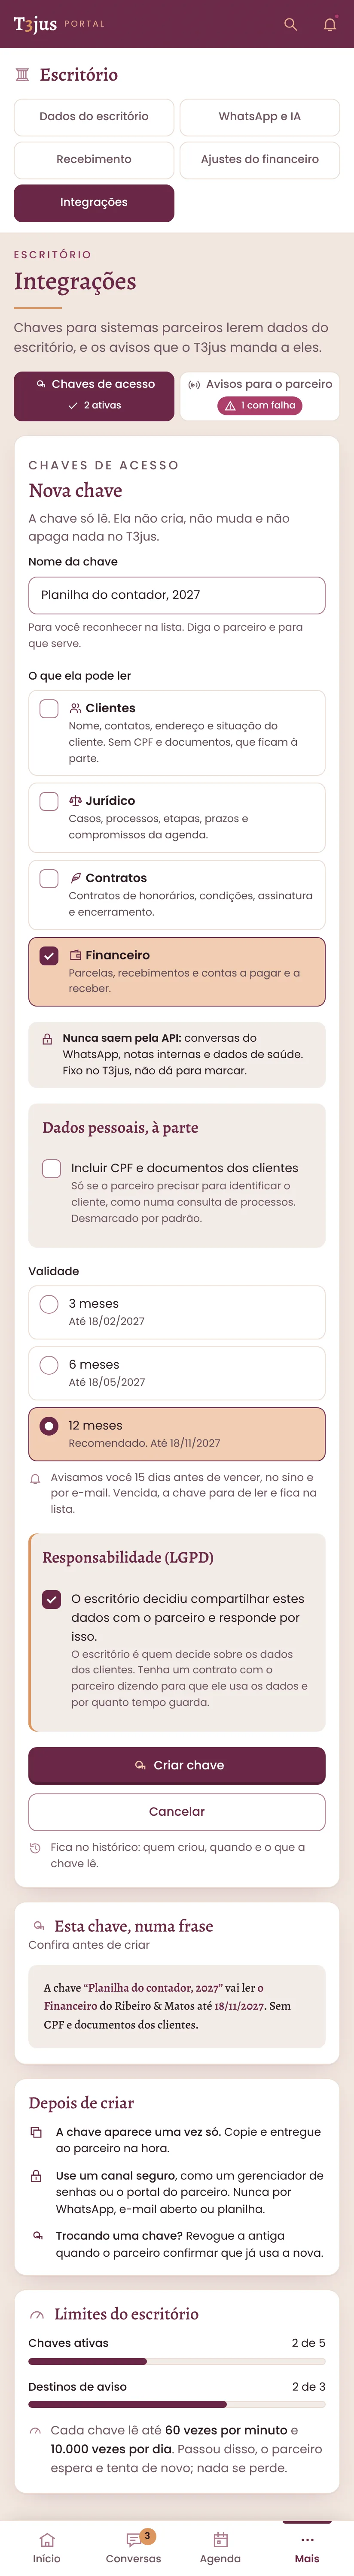 T3jus PORTAL
Escritório
Dados do escritório
WhatsApp e IA
Recebimento
Ajustes do financeiro
Integrações
ESCRITÓRIO
Integrações
Chaves para sistemas parceiros lerem dados do
escritório, e os avisos que o T3jus manda a eles.
Chaves de acesso
2 ativas
Avisos para o parceiro
1 com falha
CHAVES DE ACESSO
Nova chave
A chave só lê. Ela não cria, não muda e não
apaga nada no T3jus.
Nome da chave
Planilha do contador, 2027
Para você reconhecer na lista. Diga o parceiro e para
que serve.
O que ela pode ler
Clientes
Nome, contatos, endereço e situação do
cliente. Sem CPF e documentos, que ficam à
parte.
Jurídico
Casos, processos, etapas, prazos e
compromissos da agenda.
Contratos
Contratos de honorários, condições, assinatura
e encerramento.
Financeiro
Parcelas, recebimentos e contas a pagar e a
receber.
Nunca saem pela API: conversas do
WhatsApp, notas internas e dados de saúde.
Fixo no T3jus, não dá para marcar.
Dados pessoais, à parte
Incluir CPF e documentos dos clientes
Só se o parceiro precisar para identificar o
cliente, como numa consulta de processos.
Desmarcado por padrão.
Validade
3 meses
Até 18/02/2027
6 meses
Até 18/05/2027
12 meses
Recomendado. Até 18/11/2027
Avisamos você 15 dias antes de vencer, no sino e
por e-mail. Vencida, a chave para de ler e fica na
lista.
Responsabilidade (LGPD)
O escritório decidiu compartilhar estes
dados com o parceiro e responde por
isso.
O escritório é quem decide sobre os dados
dos clientes. Tenha um contrato com o
parceiro dizendo para que ele usa os dados e
por quanto tempo guarda.
Criar chave
Cancelar
Fica no histórico: quem criou, quando e o que a
chave lê.
Esta chave, numa frase
Confira antes de criar
A chave “Planilha do contador, 2027” vai ler o
Financeiro do Ribeiro & Matos até 18/11/2027. Sem
CPF e documentos dos clientes.
Depois de criar
A chave aparece uma vez só. Copie e entregue
ao parceiro na hora.
Use um canal seguro, como um gerenciador de
senhas ou o portal do parceiro. Nunca por
WhatsApp, e-mail aberto ou planilha.
Trocando uma chave? Revogue a antiga
quando o parceiro confirmar que já usa a nova.
Limites do escritório
Chaves ativas 2 de 5
Destinos de aviso 2 de 3
Cada chave lê até 60 vezes por minuto e
10.000 vezes por dia. Passou disso, o parceiro
espera e tenta de novo; nada se perde.
3
Início
Conversas
Agenda
Mais